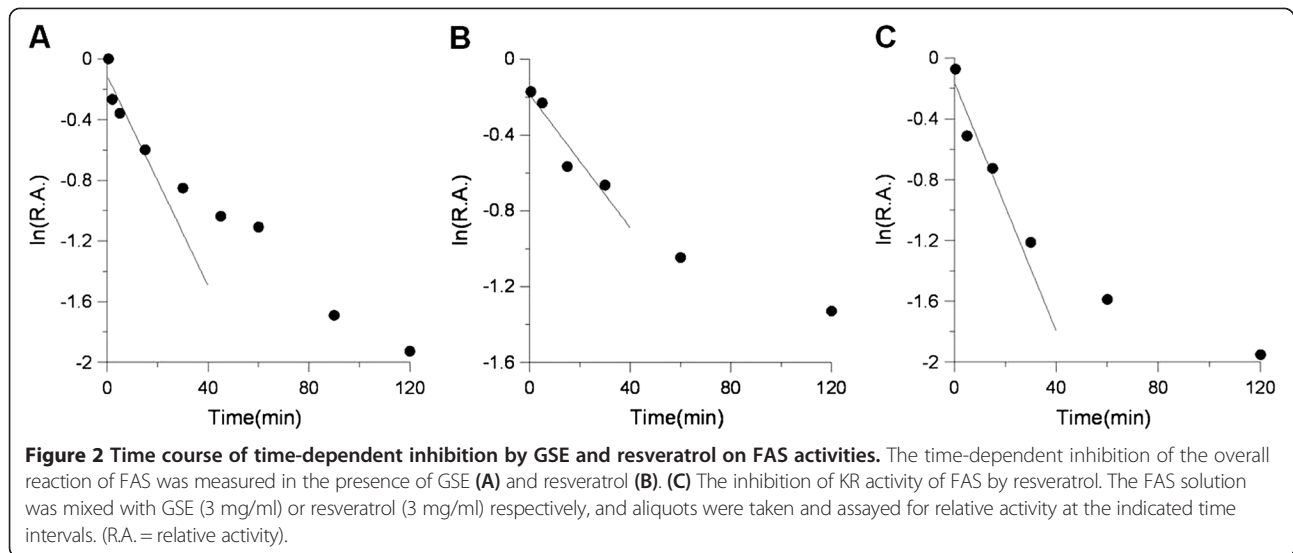 A
B
C
0
-0.4
-0.8
-1.2
-1.6
-2
ln(R.A.)
0
40
80
120
Time(min)
0
-0.4
-0.8
-1.2
-1.6
ln(R.A.)
0
40
80
120
Time(min)
0
-0.4
-0.8
-1.2
-1.6
-2
ln(R.A.)
0
40
80
120
Time(min)
Figure 2 Time course of time-dependent inhibition by GSE and resveratrol on FAS activities. The time-dependent inhibition of the overall
reaction of FAS was measured in the presence of GSE (A) and resveratrol (B). (C) The inhibition of KR activity of FAS by resveratrol. The FAS solution
was mixed with GSE (3 mg/ml) or resveratrol (3 mg/ml) respectively, and aliquots were taken and assayed for relative activity at the indicated time
intervals. (R.A. = relative activity).